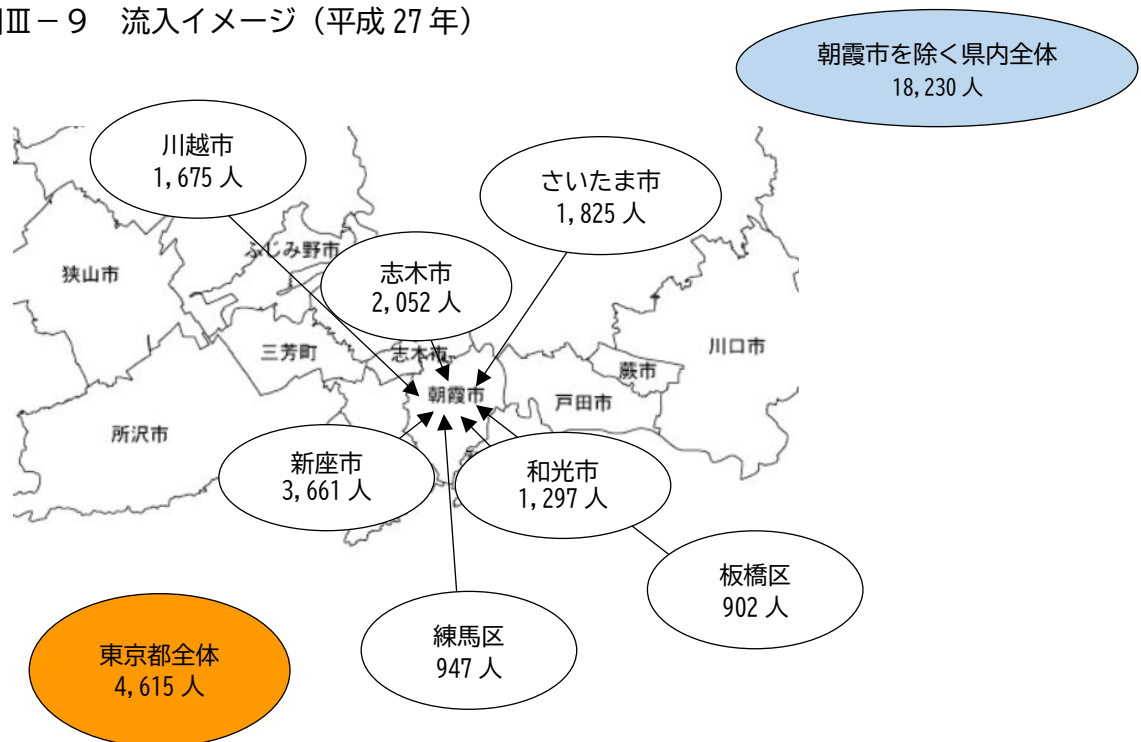 Ⅲ－９　流入イメージ（平成 27 年）
朝霞市を除く県内全体
18,230 人
川越市
1,675 人
さいたま市
1,825 人
ふじみ野市
志木市
2,052 人
狭山市
三芳町
志木市
川口市
蕨市
朝霞市
戸田市
所沢市
新座市
3,661 人
和光市
1,297 人
板橋区
902 人
練馬区
947 人
東京都全体
4,615 人